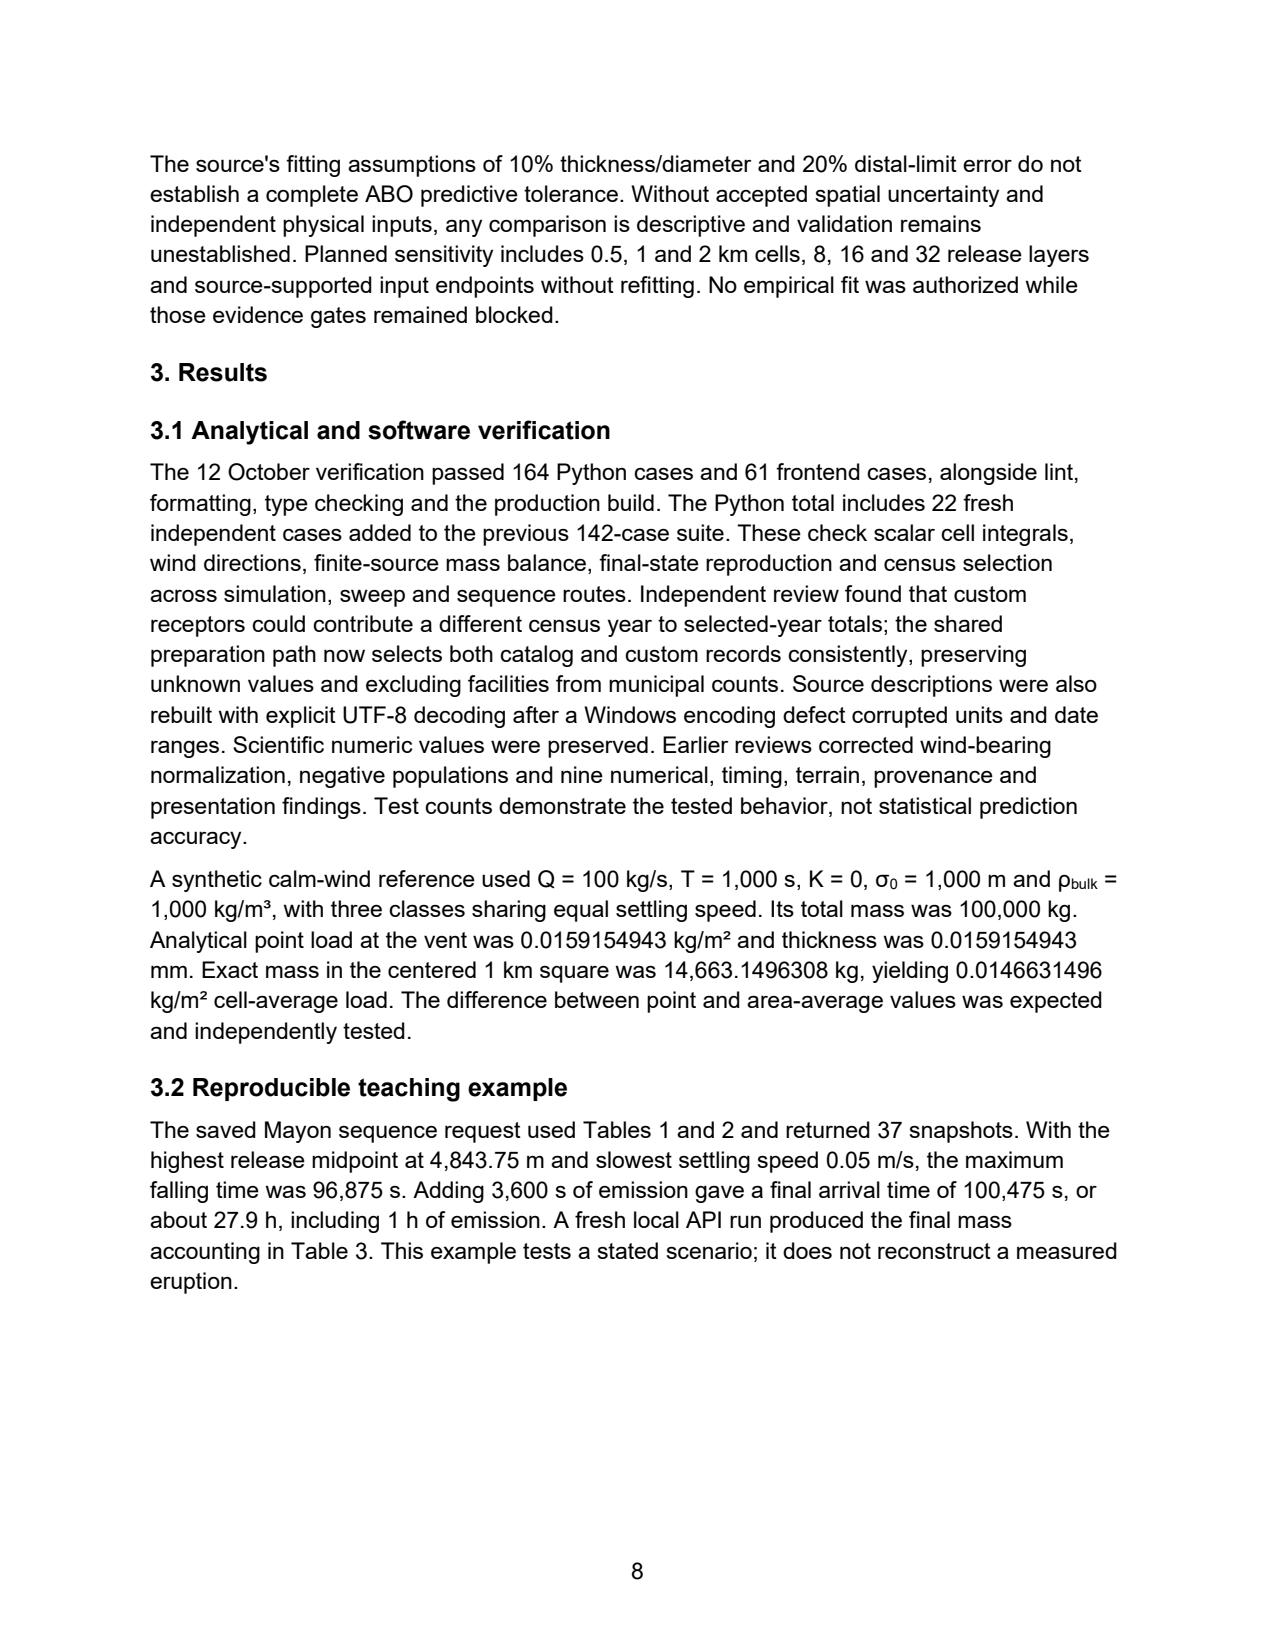 The source's fitting assumptions of 10% thickness/diameter and 20% distal-limit error do not
establish a complete ABO predictive tolerance. Without accepted spatial uncertainty and
independent physical inputs, any comparison is descriptive and validation remains
unestablished. Planned sensitivity includes 0.5, 1 and 2 km cells, 8, 16 and 32 release layers
and source-supported input endpoints without refitting. No empirical fit was authorized while
those evidence gates remained blocked.
3. Results
3.1 Analytical and software verification
The 12 October verification passed 164 Python cases and 61 frontend cases, alongside lint,
formatting, type checking and the production build. The Python total includes 22 fresh
independent cases added to the previous 142-case suite. These check scalar cell integrals,
wind directions, finite-source mass balance, final-state reproduction and census selection
across simulation, sweep and sequence routes. Independent review found that custom
receptors could contribute a different census year to selected-year totals; the shared
preparation path now selects both catalog and custom records consistently, preserving
unknown values and excluding facilities from municipal counts. Source descriptions were also
rebuilt with explicit UTF-8 decoding after a Windows encoding defect corrupted units and date
ranges. Scientific numeric values were preserved. Earlier reviews corrected wind-bearing
normalization, negative populations and nine numerical, timing, terrain, provenance and
presentation findings. Test counts demonstrate the tested behavior, not statistical prediction
accuracy.
A synthetic calm-wind reference used Q = 100 kg/s, T = 1,000 s, K = 0, σ₀ = 1,000 m and ρbulk =
1,000 kg/m³, with three classes sharing equal settling speed. Its total mass was 100,000 kg.
Analytical point load at the vent was 0.0159154943 kg/m² and thickness was 0.0159154943
mm. Exact mass in the centered 1 km square was 14,663.1496308 kg, yielding 0.0146631496
kg/m² cell-average load. The difference between point and area-average values was expected
and independently tested.
3.2 Reproducible teaching example
The saved Mayon sequence request used Tables 1 and 2 and returned 37 snapshots. With the
highest release midpoint at 4,843.75 m and slowest settling speed 0.05 m/s, the maximum
falling time was 96,875 s. Adding 3,600 s of emission gave a final arrival time of 100,475 s, or
about 27.9 h, including 1 h of emission. A fresh local API run produced the final mass
accounting in Table 3. This example tests a stated scenario; it does not reconstruct a measured
eruption.
8